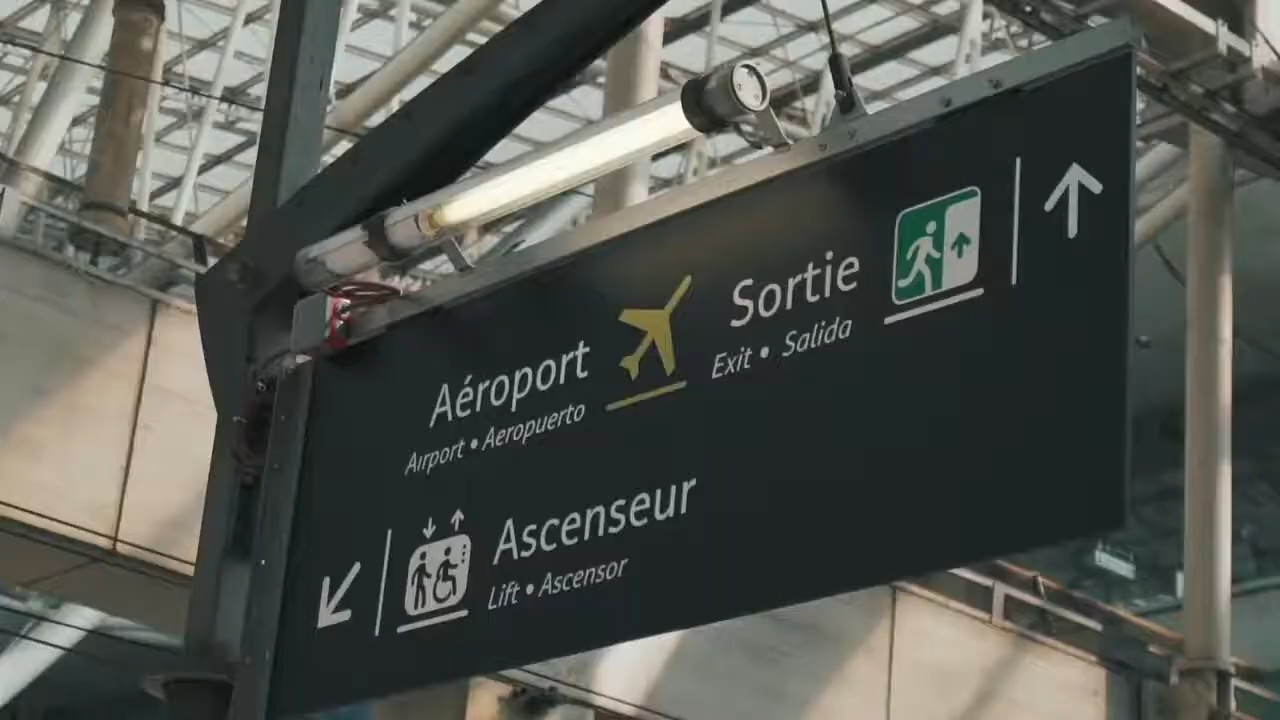 Aéroport
Airport • Aeropuerto
Sortie
Exit • Salida
Ascenseur
Lift • Ascensor